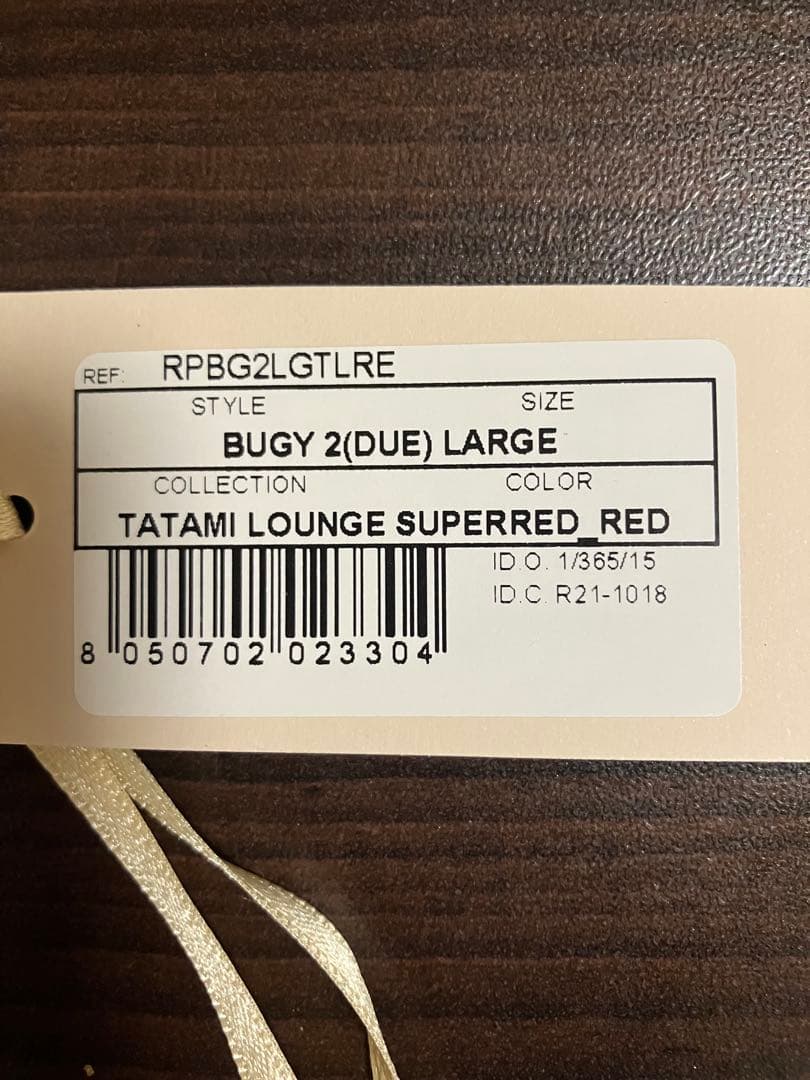 REF: RPBG2LGTLRE
STYLE SIZE
BUGY 2(DUE) LARGE
COLLECTION COLOR
TATAMI LOUNGE SUPERRED_RED
ID.O. 1/365/15
ID.C. R21-1018
8 050702 023304